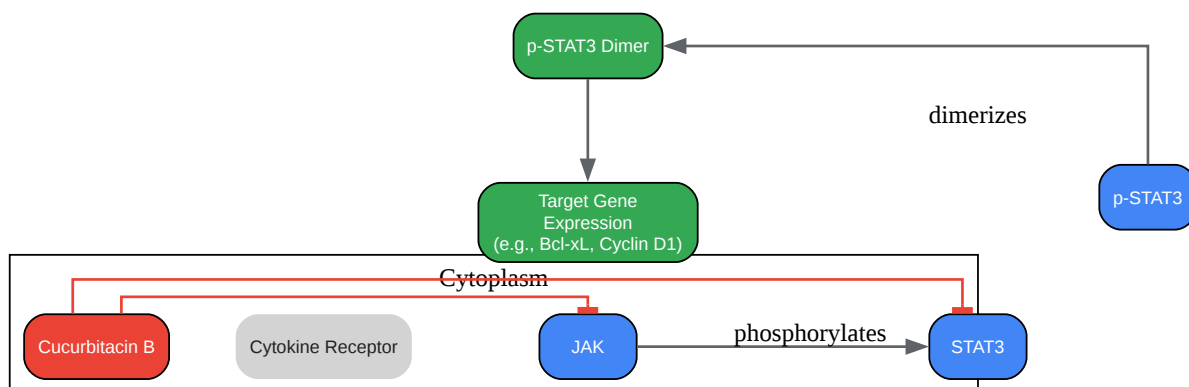 p-STAT3 Dimer
dimerizes
p-STAT3
Target Gene
Expression
(e.g., Bcl-xL, Cyclin D1)
Cytoplasm
Cucurbitacin B
Cytokine Receptor
JAK
phosphorylates
STAT3